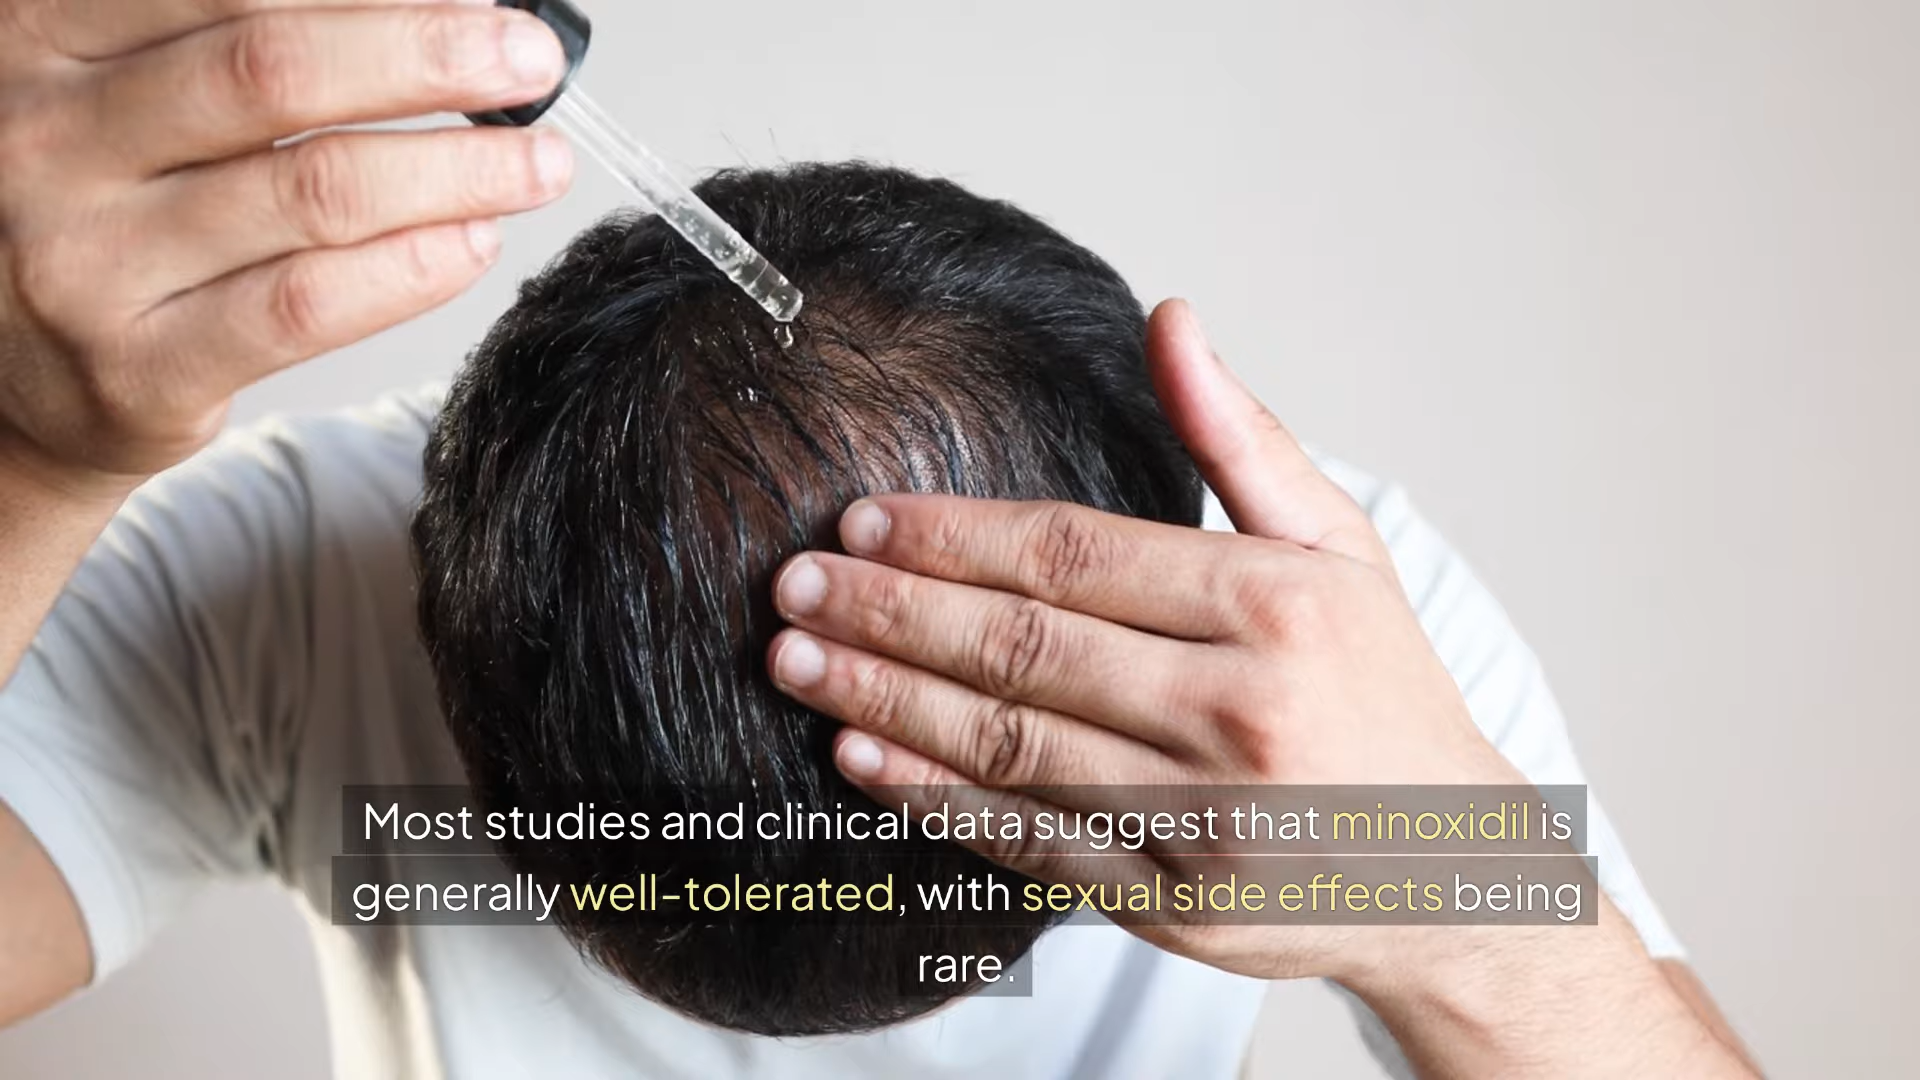 Most studies and clinical data suggest that minoxidil is
generally well-tolerated, with sexual side effects being
rare.